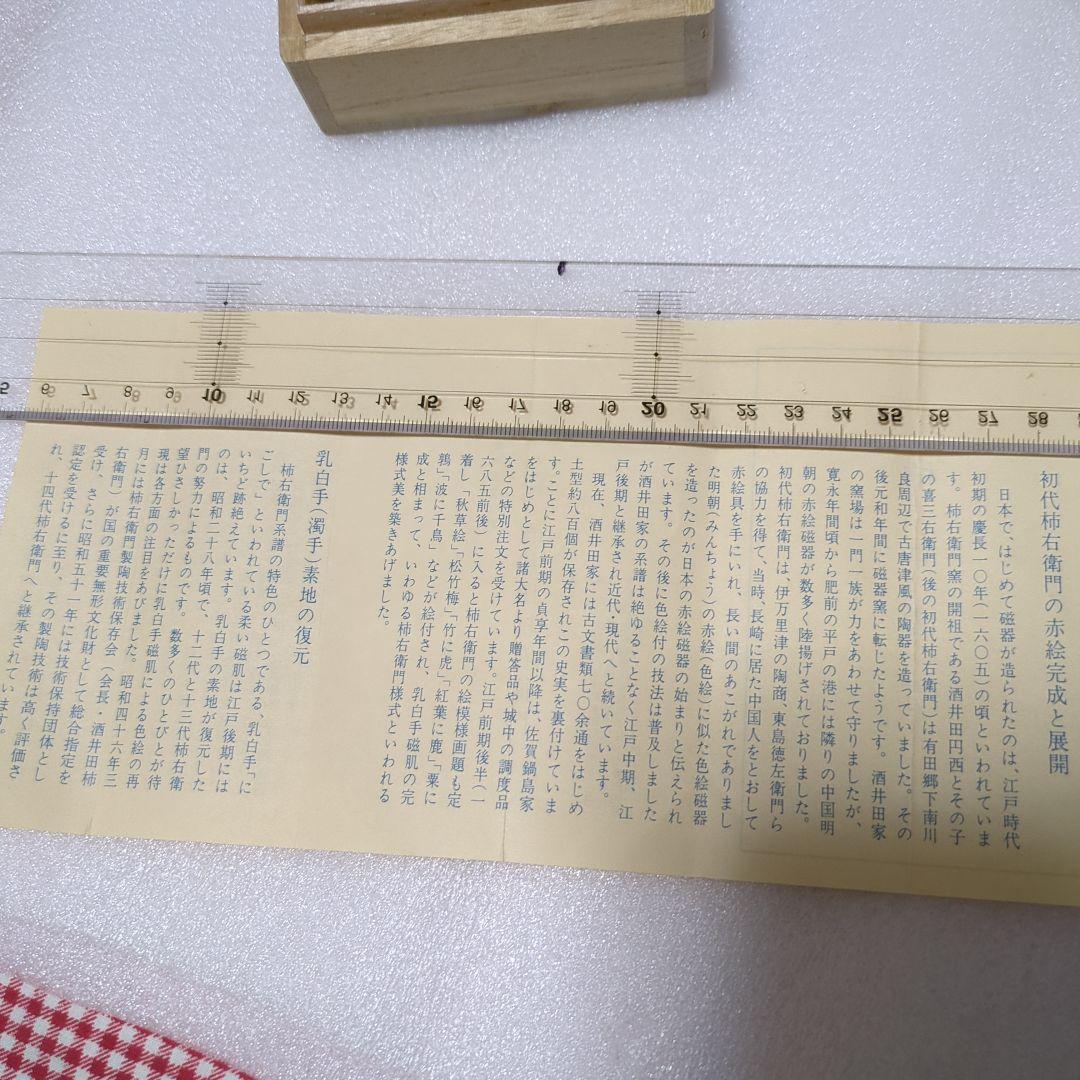 初代柿右衛門の赤絵完成と展開
日本で、はじめて磁器が造られたのは、江戸時代
初期の慶長一〇年(一六〇五)の頃といわれていま
す。柿右衛門窯の開祖である酒井田円西とその子
の喜三右衛門(後の初代柿右衛門)は有田郷下南川
良周辺で古唐津風の陶器を造っていました。その
後元和年間に磁器窯に転じたようです。酒井田家
の窯場は一門一族が力をあわせて守りましたが、
寛永年間頃から肥前の平戸の港には隣りの中国明
朝の赤絵磁器が数多く陸揚げされておりました。
初代柿右衛門は、伊万里津の陶商、東島徳左衛門ら
の協力を得て、当時、長崎に居た中国人をとおして
赤絵具を手にいれ、長い間のあこがれでありまし
た明朝(みんちょう)の赤絵(色絵)に似た色絵磁器
を造ったのが日本の赤絵磁器の始まりと伝えられ
ています。その後に色絵付の技法は普及しました
が酒井田家の系譜は絶ゆることなく江戸中期、江
戸後期と継承され近代・現代へと続いています。
現在、酒井田家には古文書類七〇余通をはじめ
土型約八百個が保存されこの史実を裏付けていま
す。ことに江戸前期の貞享年間以降は、佐賀鍋島家
をはじめとして諸大名より贈答品や城中の調度品
などの特別注文を受けています。江戸前期後半(一
六八五前後)に入ると柿右衛門の絵模様画題も定
着し「秋草絵」「松竹梅」「竹に虎」「紅葉に鹿」「粟に
鶉」「波に千鳥」などが絵付され、乳白手磁肌の完
成と相まって、いわゆる柿右衛門様式といわれる
様式美を築きあげました。
乳白手(濁手)素地の復元
柿右衛門系譜の特色のひとつである、乳白手「に
ごしで」といわれている柔い磁肌は江戸後期には
いちど跡絶えています。乳白手の素地が復元した
のは、昭和二十八年頃で、十二代と十三代柿右衛
門の努力によるものです。数多くのひとびとが待
望ひさしかっただけに乳白手磁肌による色絵の再
現は各方面の注目をあびました。昭和四十六年三
月には柿右衛門製陶技術保存会(会長・酒井田柿
右衛門)が国の重要無形文化財として総合指定を
受け、さらに昭和五十一年には技術保持団体とし
認定を受けるに至り、その製陶技術は高く評価さ
れ、十四代柿右衛門へと継承されています。
5 6 7 8 9 10 11 12 13 14 15 16 17 18 19 20 21 22 23 24 25 26 27 28